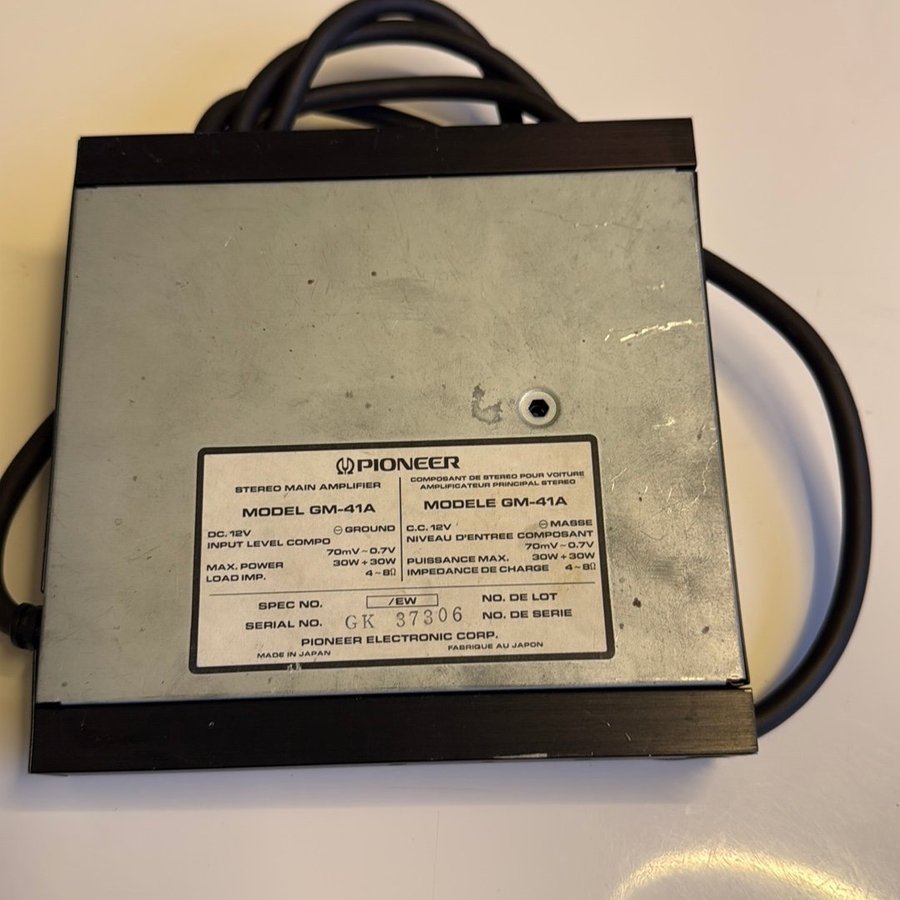 PIONEER
STEREO MAIN AMPLIFIER
MODEL GM-41A
DC. 12V ⊖ GROUND
INPUT LEVEL COMPO
70mV~0.7V
MAX. POWER 30W+30W
LOAD IMP. 4~8Ω
COMPOSANT DE STEREO POUR VOITURE
AMPLIFICATEUR PRINCIPAL STEREO
MODELE GM-41A
C.C. 12V ⊖ MASSE
NIVEAU D'ENTREE COMPOSANT
70mV~0.7V
PUISSANCE MAX. 30W+30W
IMPEDANCE DE CHARGE 4~8Ω
SPEC NO. /EW NO. DE LOT
SERIAL NO. GK 37306 NO. DE SERIE
PIONEER ELECTRONIC CORP.
MADE IN JAPAN FABRIQUE AU JAPON